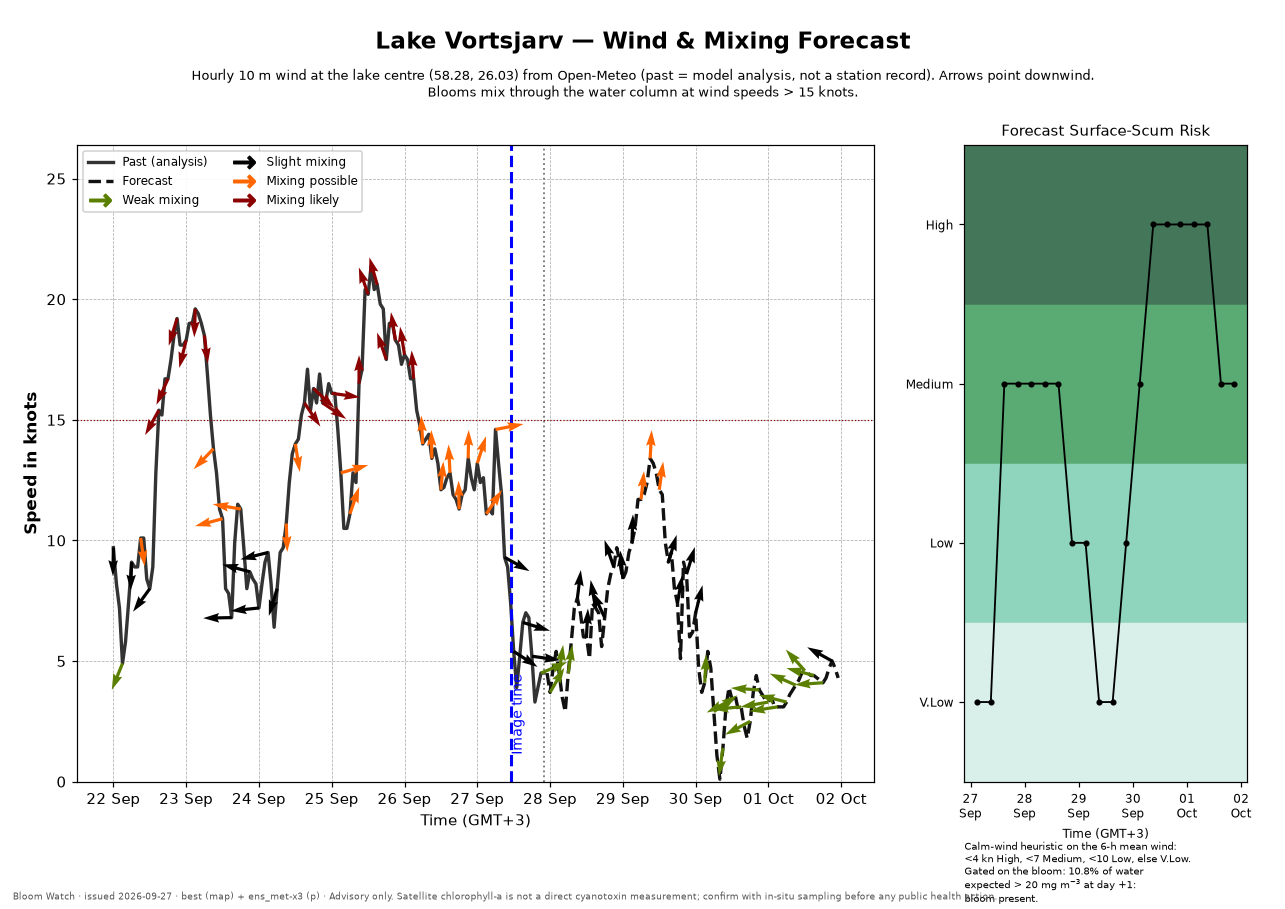 Lake Vortsjarv — Wind & Mixing Forecast
Hourly 10 m wind at the lake centre (58.28, 26.03) from Open-Meteo (past = model analysis, not a station record). Arrows point downwind.
Blooms mix through the water column at wind speeds > 15 knots.
Past (analysis)
Forecast
Weak mixing
Slight mixing
Mixing possible
Mixing likely
Speed in knots
25
20
15
10
5
0
Image time
22 Sep 23 Sep 24 Sep 25 Sep 26 Sep 27 Sep 28 Sep 29 Sep 30 Sep 01 Oct 02 Oct
Time (GMT+3)
Forecast Surface-Scum Risk
High
Medium
Low
V.Low
27 28 29 30 01 02
Sep Sep Sep Sep Oct Oct
Time (GMT+3)
Calm-wind heuristic on the 6-h mean wind:
<4 kn High, <7 Medium, <10 Low, else V.Low.
Gated on the bloom: 10.8% of water
expected > 20 mg m⁻³ at day +1:
bloom present.
Bloom Watch · issued 2026-09-27 · best (map) + ens_met-x3 (p) · Advisory only. Satellite chlorophyll-a is not a direct cyanotoxin measurement; confirm with in-situ sampling before any public health action.